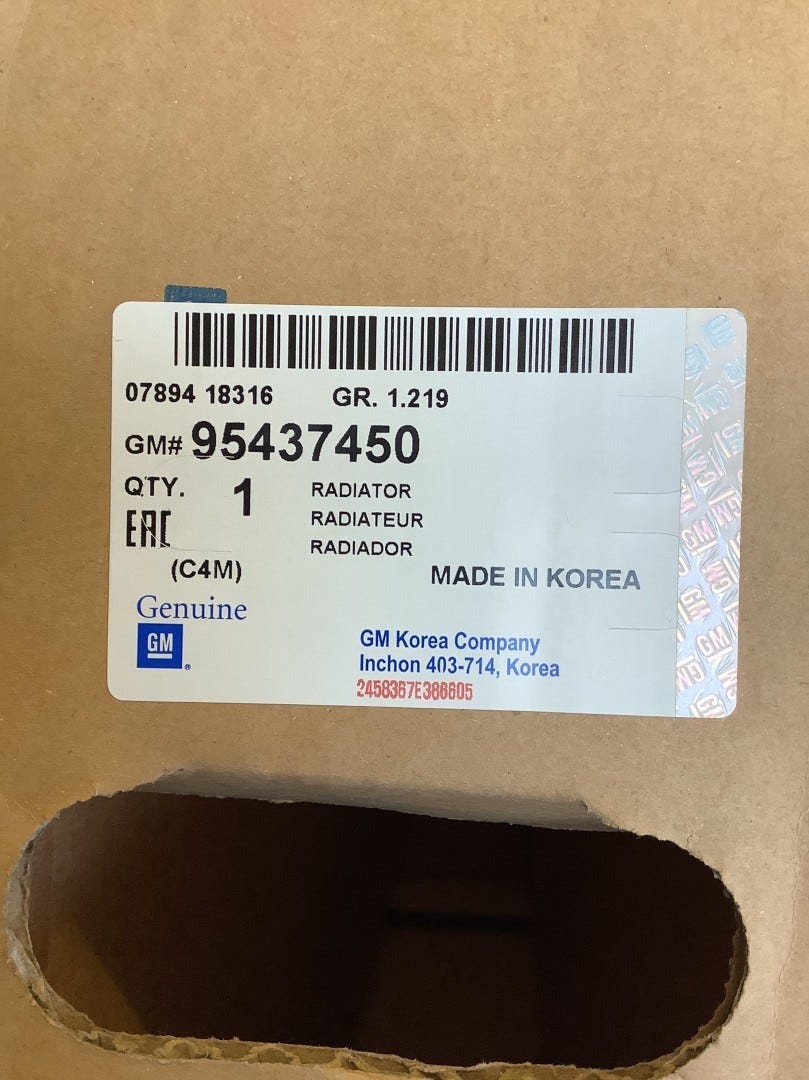 07894 18316 GR. 1.219
GM# 95437450
QTY. 1 RADIATOR
RADIATEUR
EAC
RADIADOR
(C4M)
MADE IN KOREA
Genuine
GM
GM Korea Company
Inchon 403-714, Korea
2458367E386605